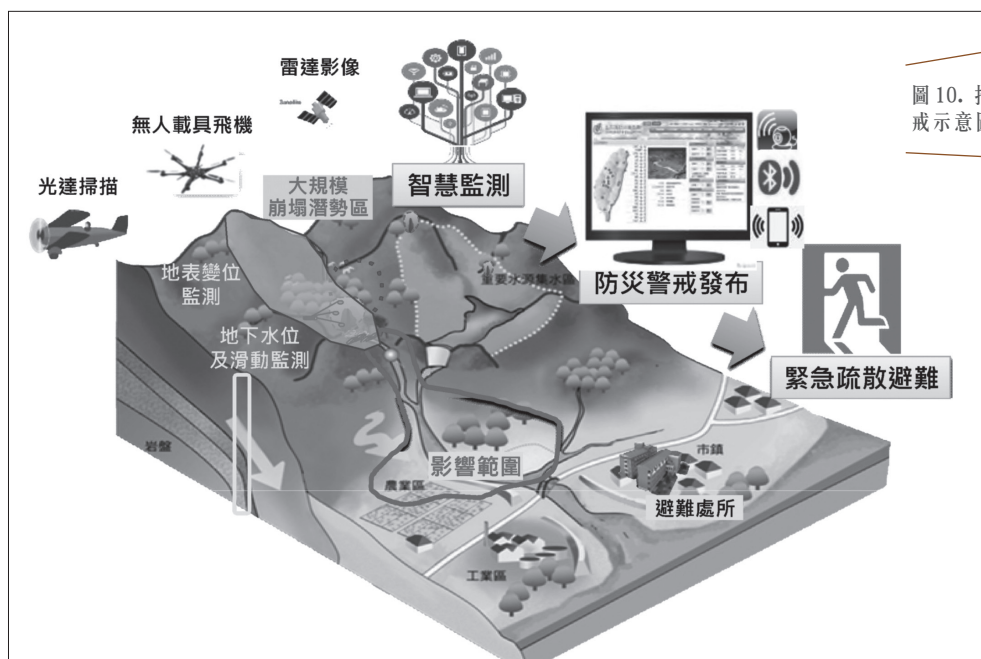 雷達影像
無人載具飛機
光達掃描
大規模
崩塌潛勢區
智慧監測
圖 10.
戒示意
地表變位
監測
重要水源集水區
防災警戒發布
地下水位
及滑動監測
緊急疏散避難
岩盤
影響範圍
農業區
市鎮
避難處所
工業區